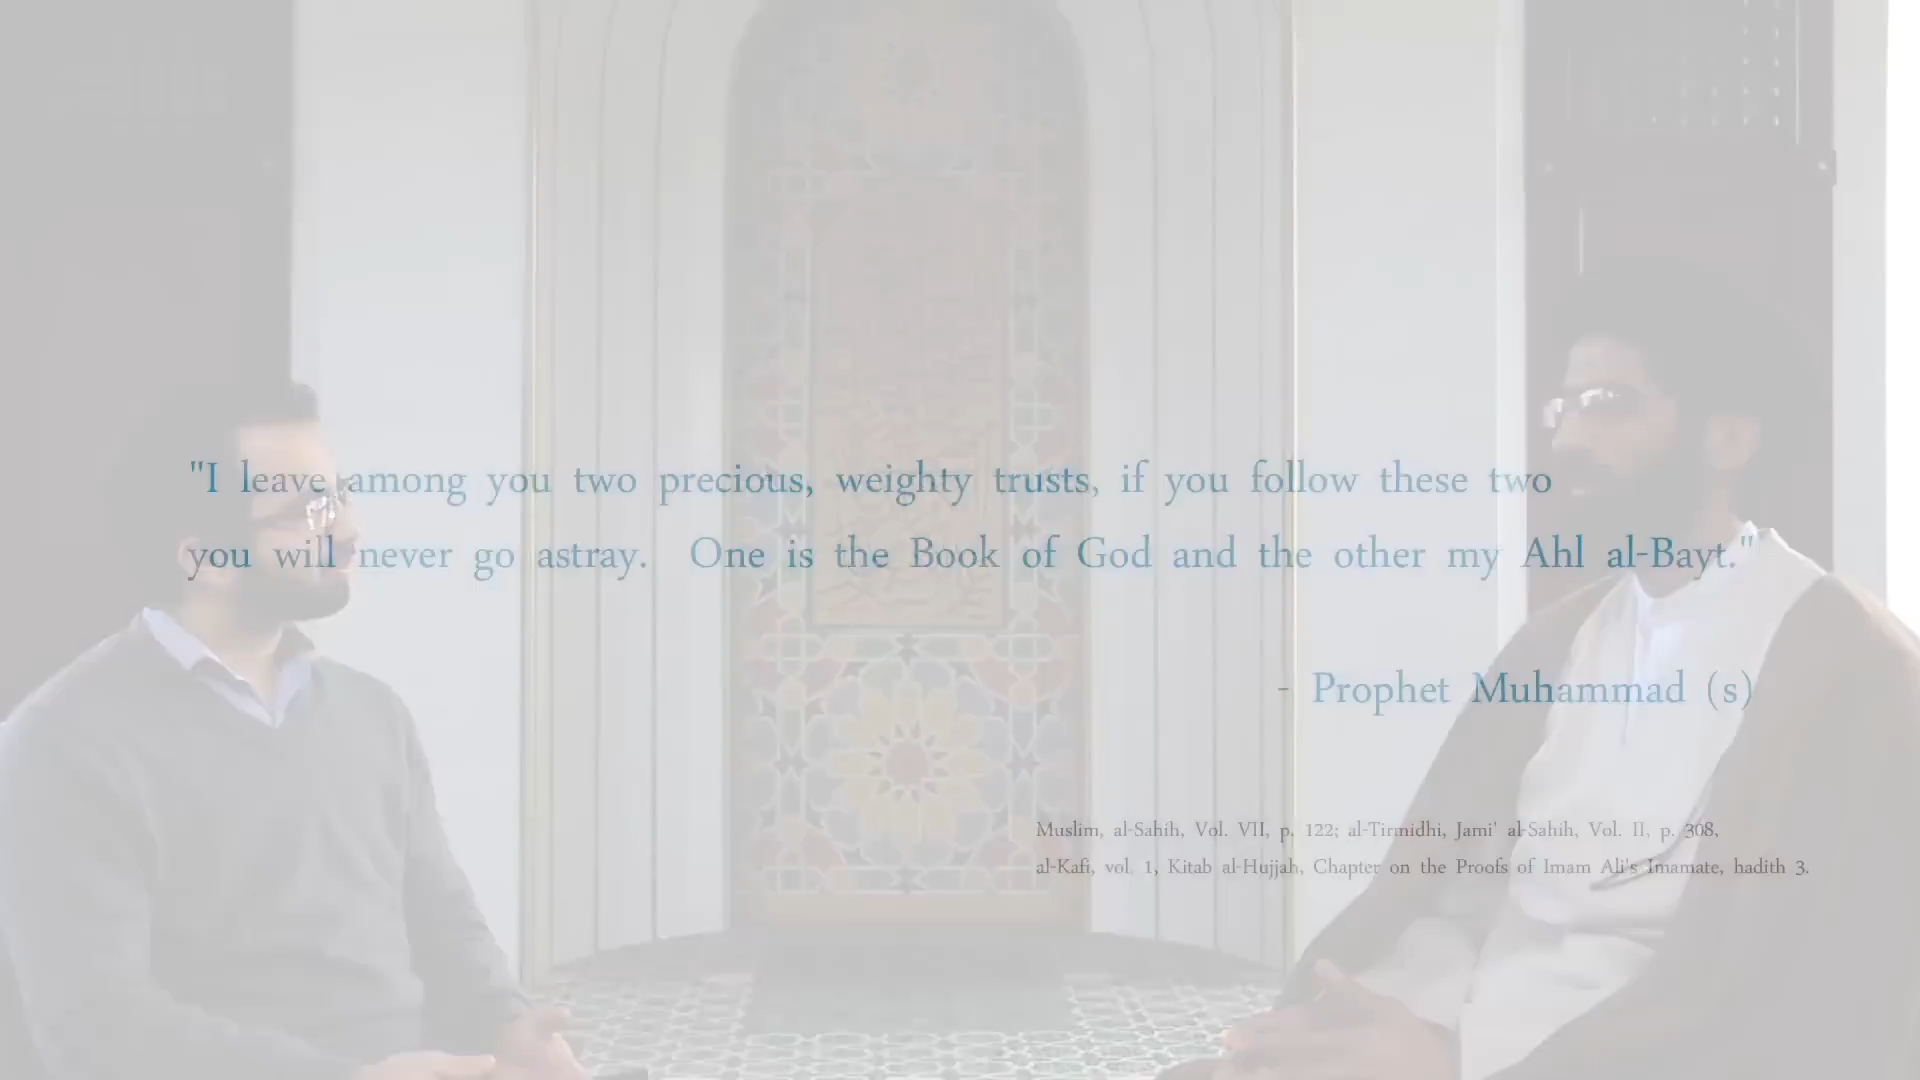 "I leave among you two precious, weighty trusts, if you follow these two
you will never go astray. One is the Book of God and the other my Ahl al-Bayt."
- Prophet Muhammad (s)
Muslim, al-Sahih, Vol. VII, p. 122; al-Tirmidhi, Jami' al-Sahih, Vol. II, p. 308,
al-Kafi, vol. 1, Kitab al-Hujjah, Chapter on the Proofs of Imam Ali's Imamate, hadith 3.